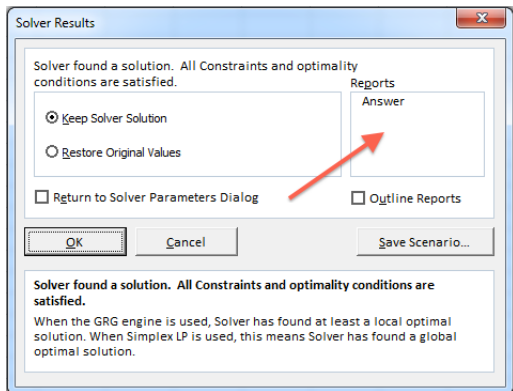 Solver Results
Solver found a solution. All Constraints and optimality
conditions are satisfied.
Reports
Answer
Keep Solver Solution
Restore Original Values
Return to Solver Parameters Dialog
Outline Reports
OK
Cancel
Save Scenario...
Solver found a solution. All Constraints and optimality conditions are
satisfied.
When the GRG engine is used, Solver has found at least a local optimal
solution. When Simplex LP is used, this means Solver has found a global
optimal solution.